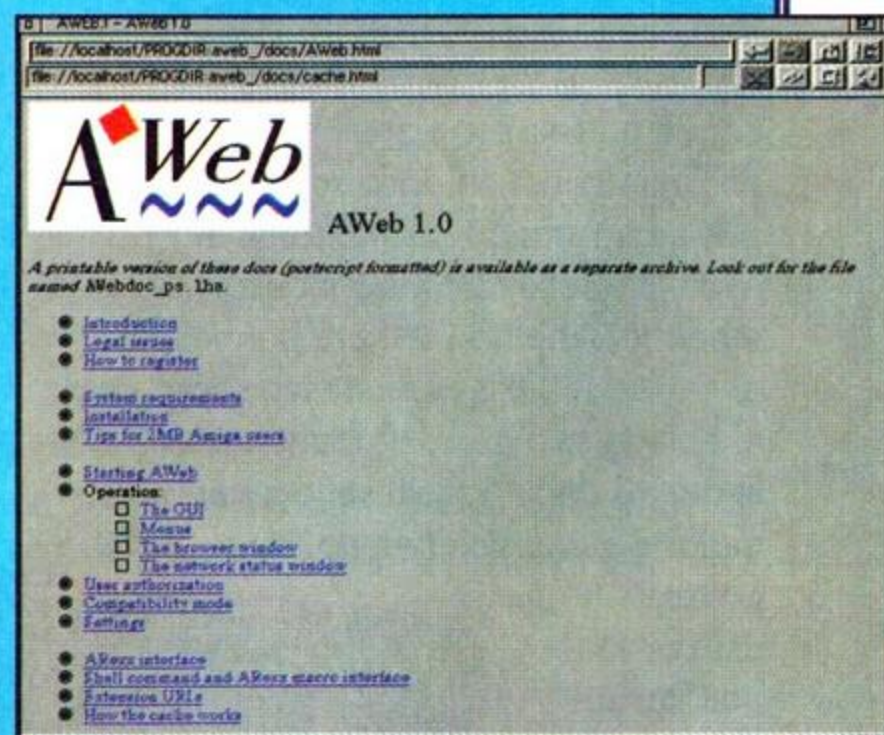 AWEB.1 - AWeb 1.0
file://localhost/PROGDIR:aweb_/docs/AWeb.html
file://localhost/PROGDIR:aweb_/docs/cache.html
AWeb
AWeb 1.0
A printable version of these docs (postscript formatted) is available as a separate archive. Look out for the file
named AWebdoc_ps.lha.
Introduction
Legal issues
How to register
System requirements
Installation
Tips for 2MB Amiga users
Starting AWeb
Operation:
The GUI
Menus
The browser window
The network status window
User authorization
Compatibility mode
Settings
ARexx interface
Shell command and ARexx macro interface
Extension URLs
How the cache works